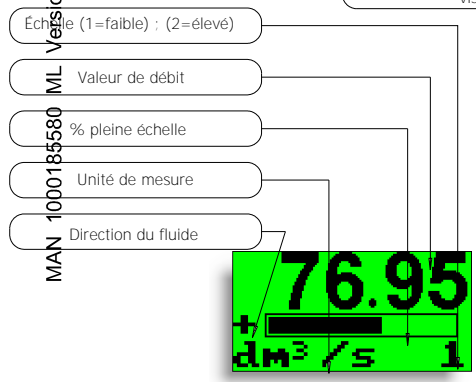 Échelle (1=faible) ; (2=élevé)
Valeur de débit
% pleine échelle
Unité de mesure
Direction du fluide
MAN 1000185580 ML Versio
76.95
+
dm³/s 1